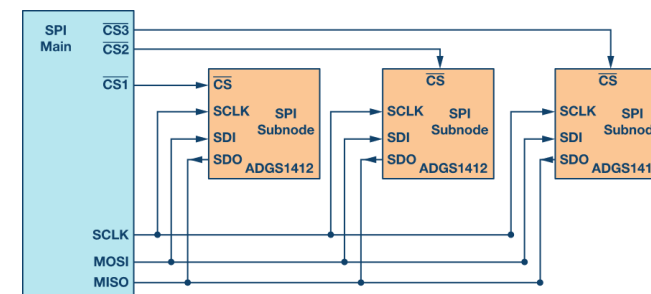 SPI
Main
CS3
CS2
CS1
SCLK
MOSI
MISO
CS
SCLK
SDI
SDO
SPI
Subnode
ADGS1412
CS
SCLK
SDI
SDO
SPI
Subnode
ADGS1412
CS
SCLK
SDI
SDO
SPI